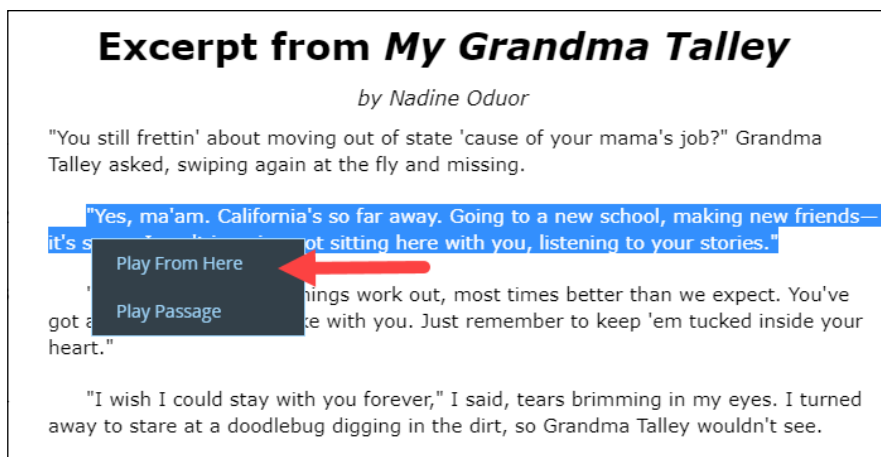 Excerpt from My Grandma Talley
by Nadine Oduor
"You still frettin' about moving out of state 'cause of your mama's job?" Grandma
Talley asked, swiping again at the fly and missing.
"Yes, ma'am. California's so far away. Going to a new school, making new friends—
it's sitting here with you, listening to your stories."
Play From Here
work out, most times better than we expect. You've
Play Passage
got with you. Just remember to keep 'em tucked inside your
heart."
"I wish I could stay with you forever," I said, tears brimming in my eyes. I turned
away to stare at a doodlebug digging in the dirt, so Grandma Talley wouldn't see.